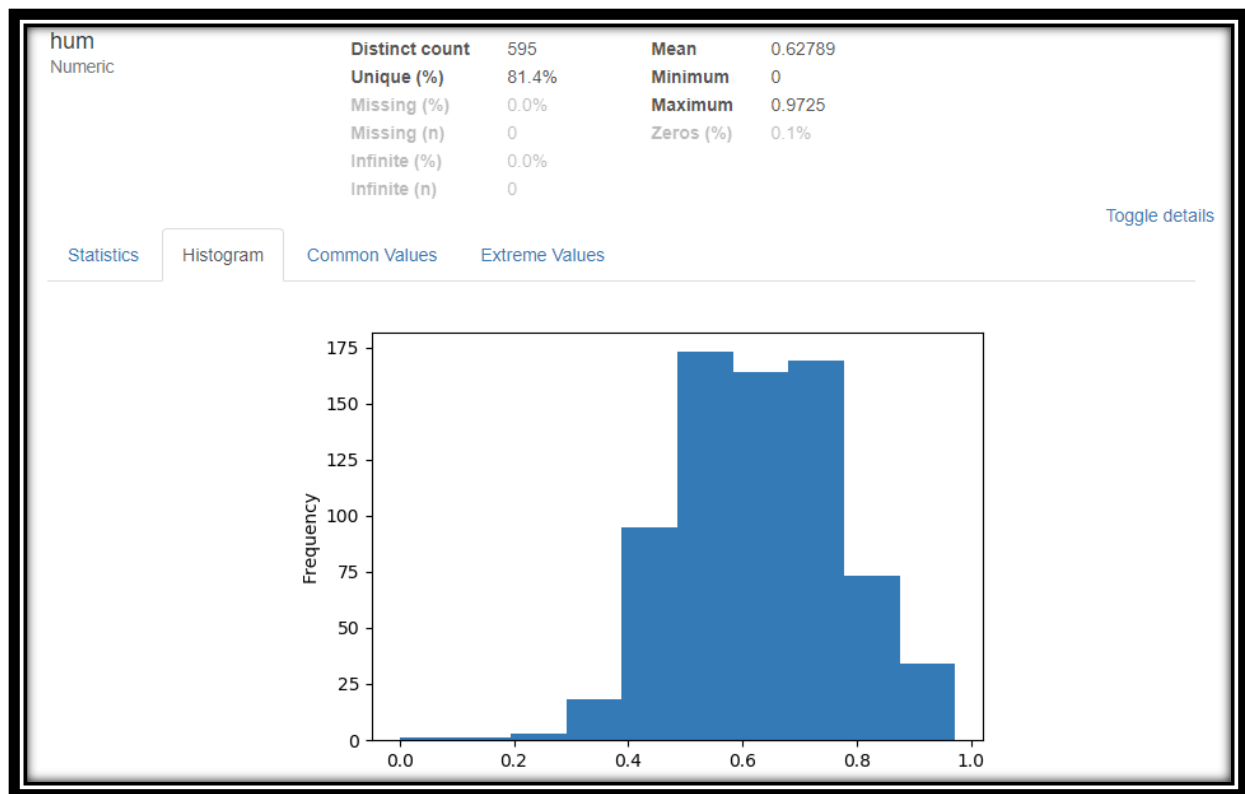 hum
Numeric
Distinct count 595
Unique (%) 81.4%
Missing (%) 0.0%
Missing (n) 0
Infinite (%) 0.0%
Infinite (n) 0
Mean 0.62789
Minimum 0
Maximum 0.9725
Zeros (%) 0.1%
Toggle details
Statistics Histogram Common Values Extreme Values
175
150
125
100
75
50
25
0
Frequency
0.0 0.2 0.4 0.6 0.8 1.0